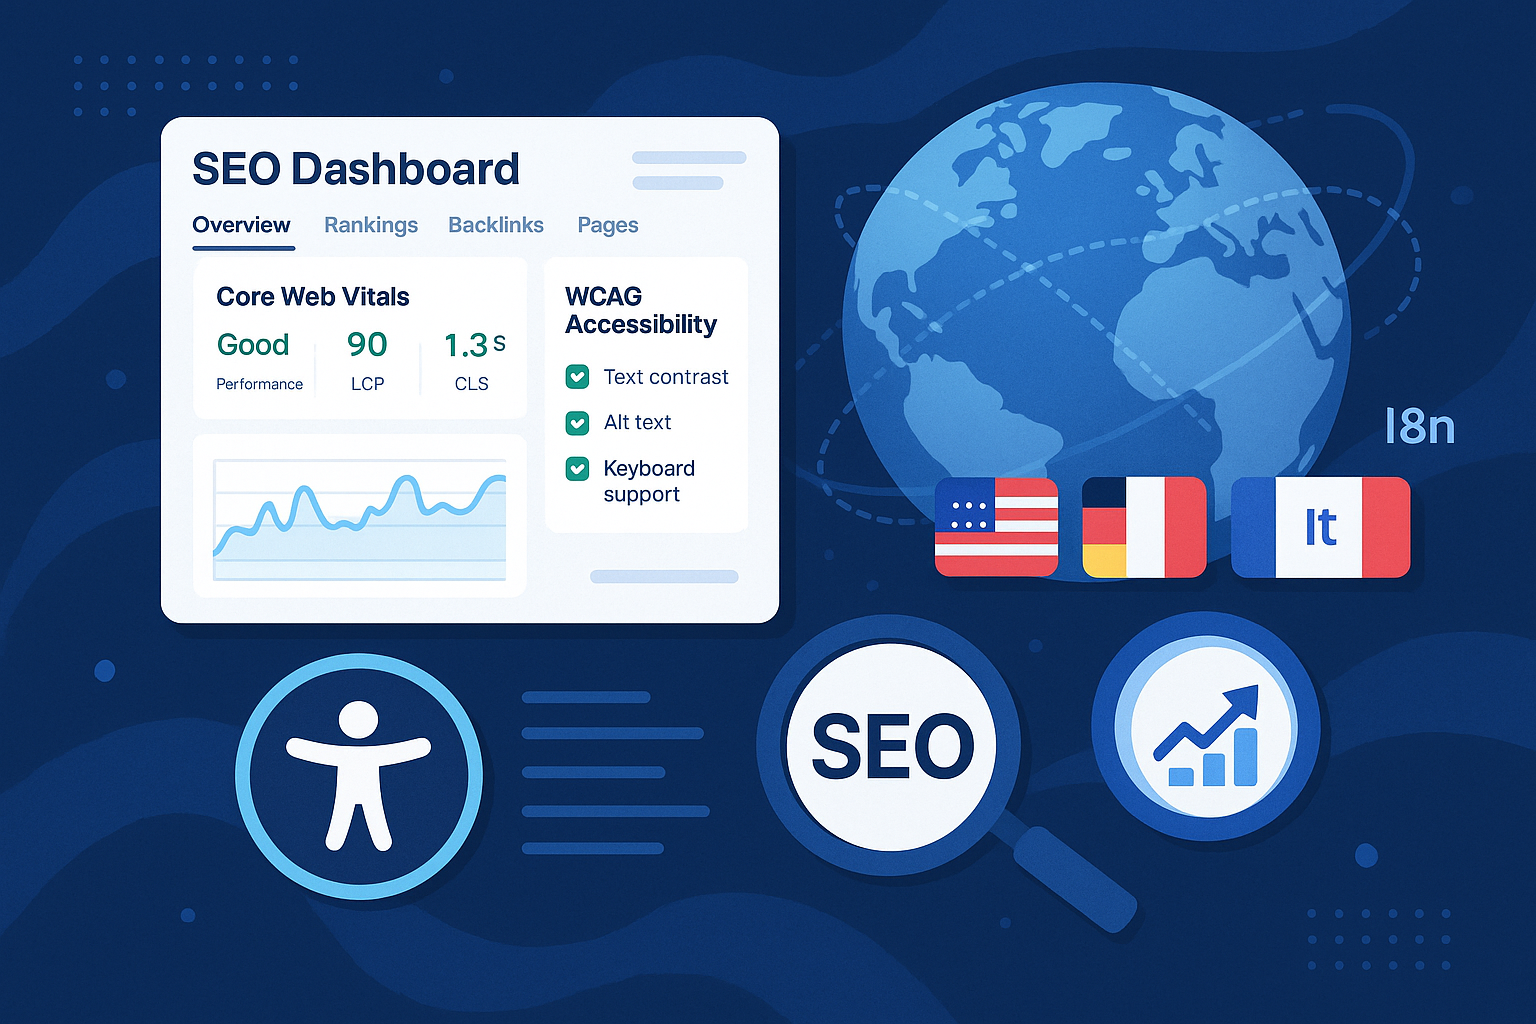 SEO Dashboard
Overview Rankings Backlinks Pages
Core Web Vitals
Good 90 1.3 s
Performance LCP CLS
WCAG
Accessibility
Text contrast
Alt text
Keyboard
support
I8n
It
SEO